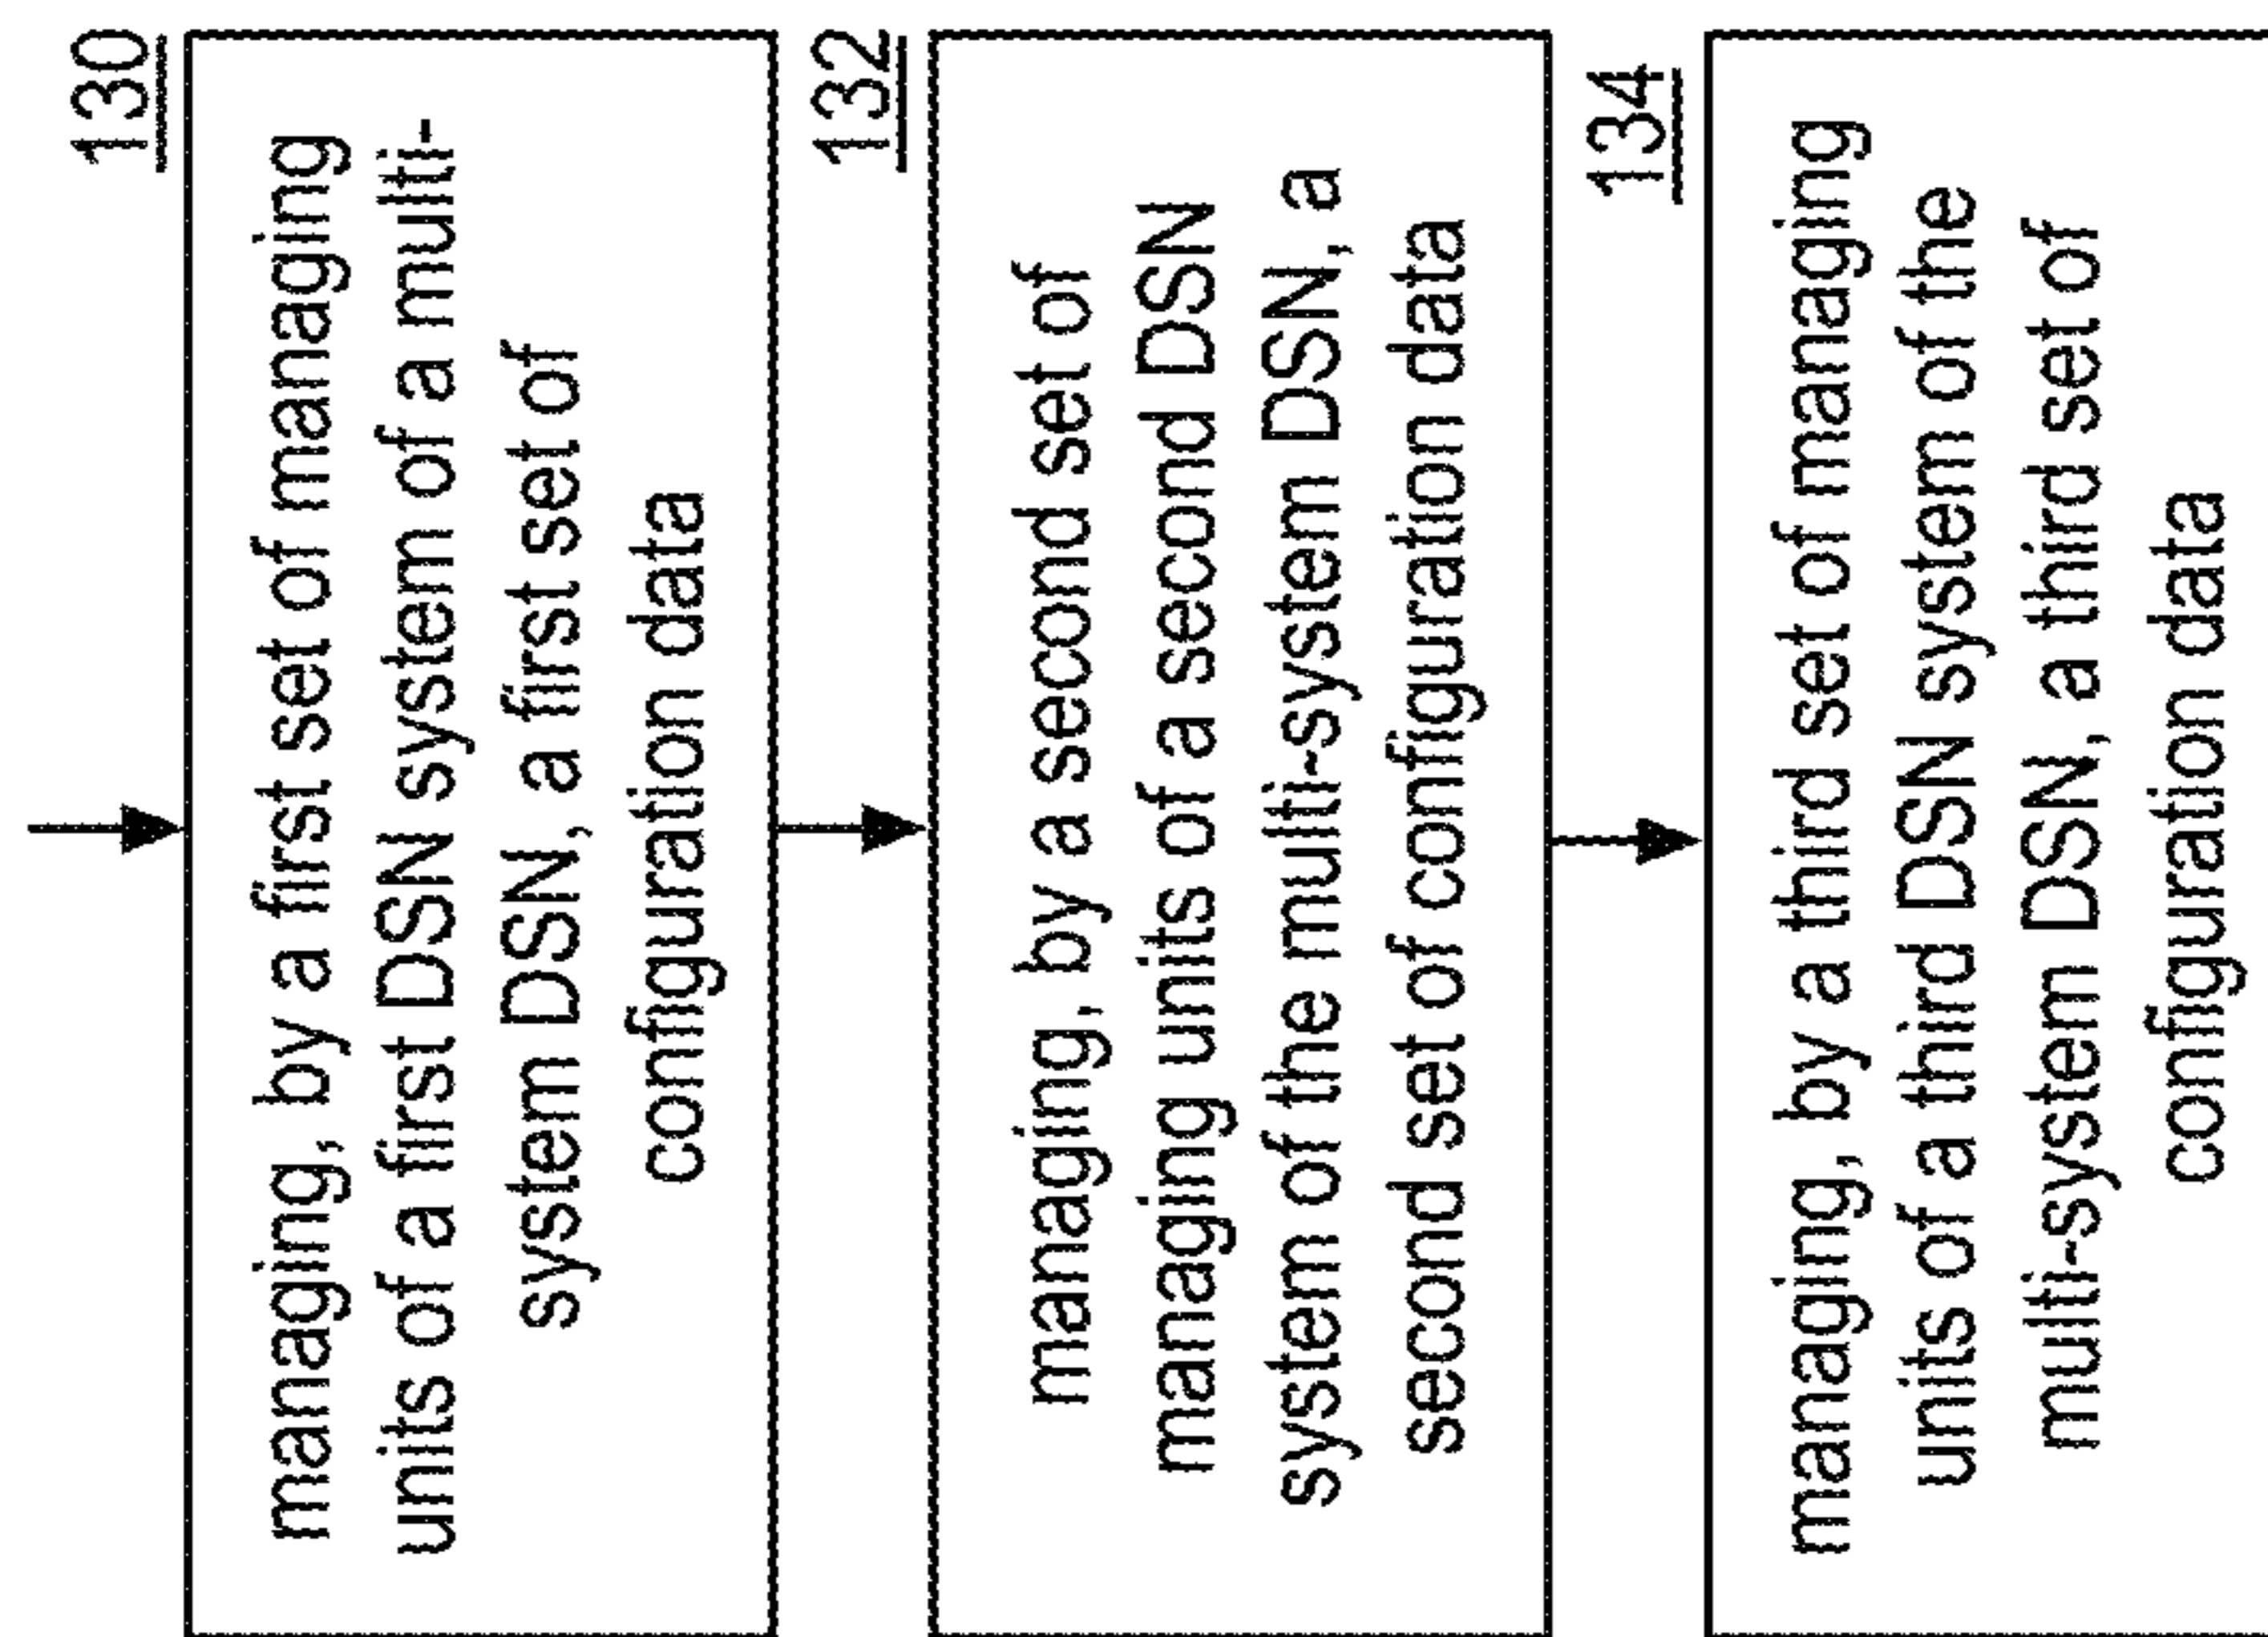 130
managing, by a first set of managing
units of a first DSN system of a multi-
system DSN, a first set of
configuration data
132
managing, by a second set of
managing units of a second DSN
system of the multi-system DSN, a
second set of configuration data
134
managing, by a third set of managing
units of a third DSN system of the
multi-system DSN, a third set of
configuration data